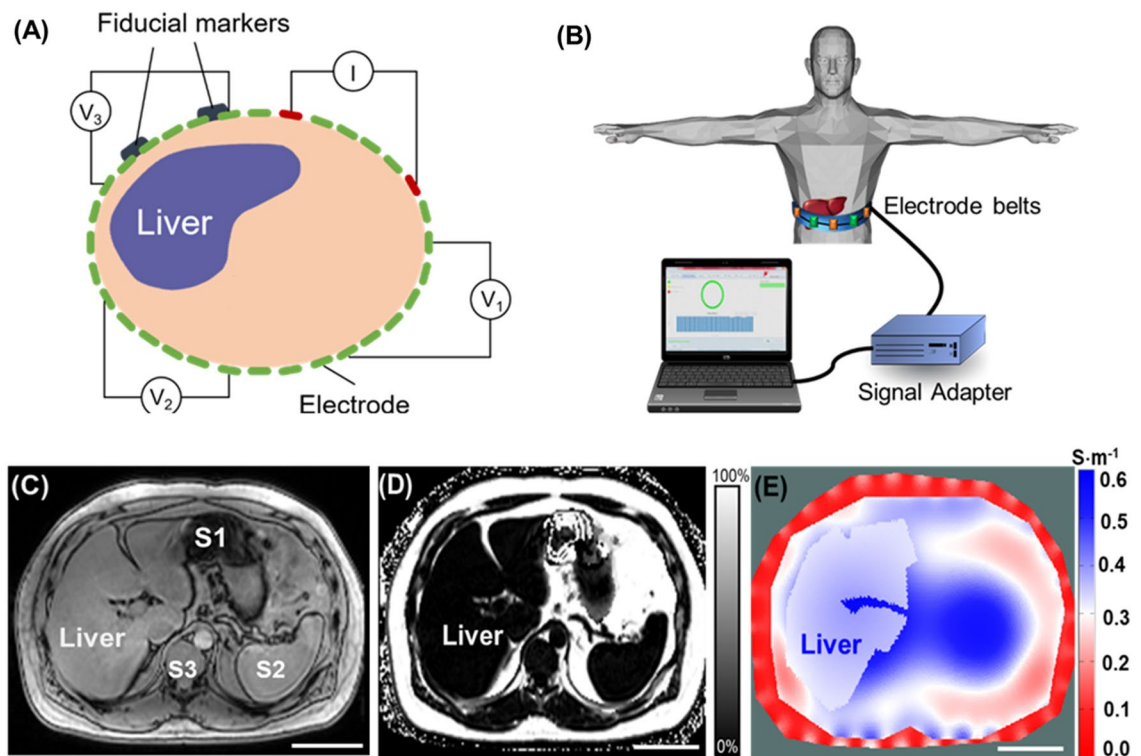 (A)
Fiducial markers
I
V3
Liver
V1
V2
Electrode
(B)
Electrode belts
Signal Adapter
(C)
S1
Liver
S3
S2
(D)
Liver
100%
0%
(E)
Liver
S·m-1
0.6
0.5
0.4
0.3
0.2
0.1
0.0